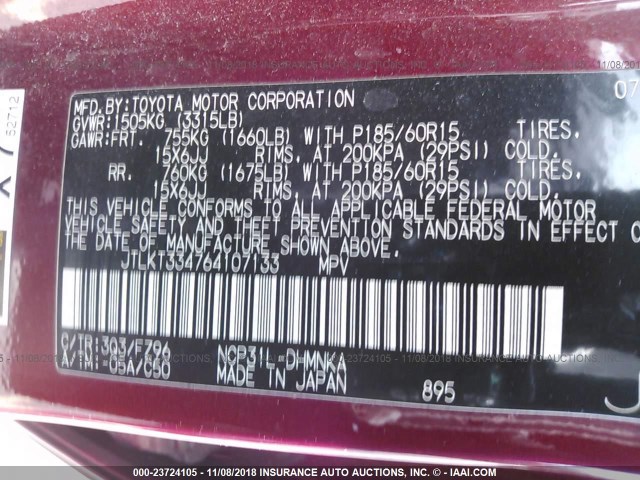 07
MFD.BY:TOYOTA MOTOR CORPORATION
GVWR:1505KG (3315LB)
GAWR:FRT. 755KG (1660LB) WITH P185/60R15 TIRES,
15X6JJ RIMS, AT 200KPA (29PSI) COLD.
RR. 760KG (1675LB) WITH P185/60R15 TIRES,
15X6JJ RIMS, AT 200KPA (29PSI) COLD.
THIS VEHICLE CONFORMS TO ALL APPLICABLE FEDERAL MOTOR
VEHICLE SAFETY AND THEFT PREVENTION STANDARDS IN EFFE
THE DATE OF MANUFACTURE SHOWN ABOVE.
JTLKT334764107133 MPV
C/TR:3Q3/F79A NCP31L-DHMNKA
A/TM:-05A/C50 MADE IN JAPAN
895
52712
000-23724105 - 11/08/2018 INSURANCE AUTO AUCTIONS, INC. - © IAAI.COM